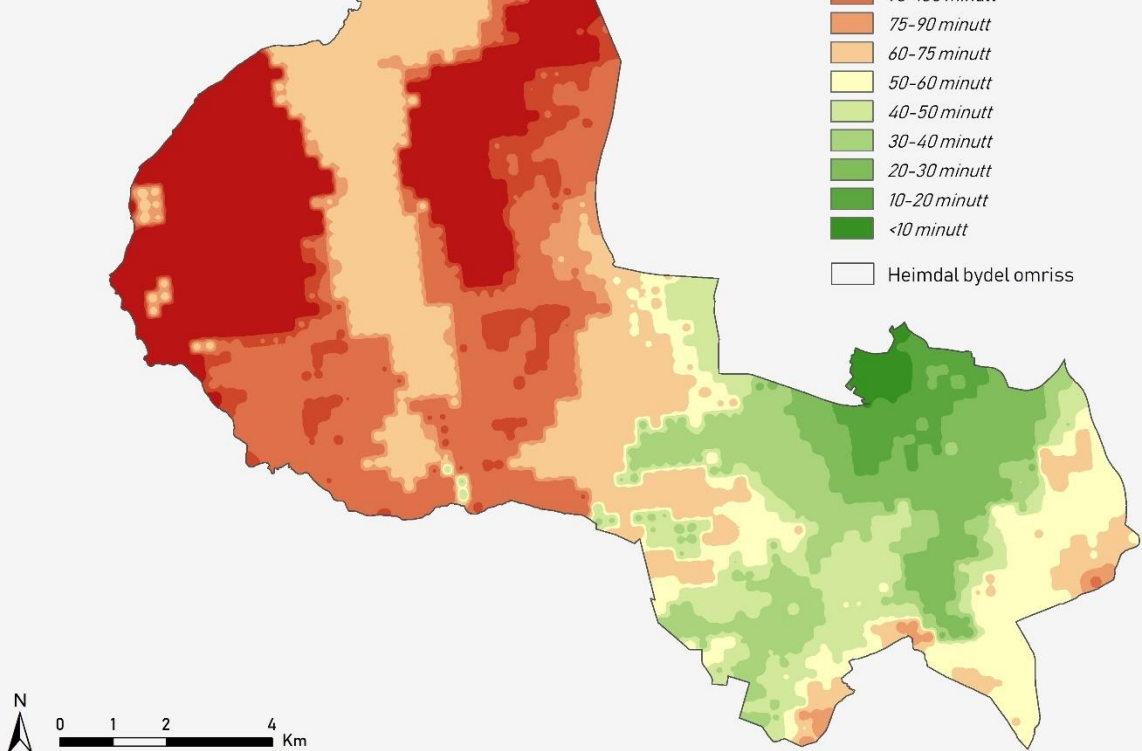 75-90 minutt
60-75 minutt
50-60 minutt
40-50 minutt
30-40 minutt
20-30 minutt
10-20 minutt
<10 minutt
Heimdal bydel omriss
N
0 1 2 4
Km